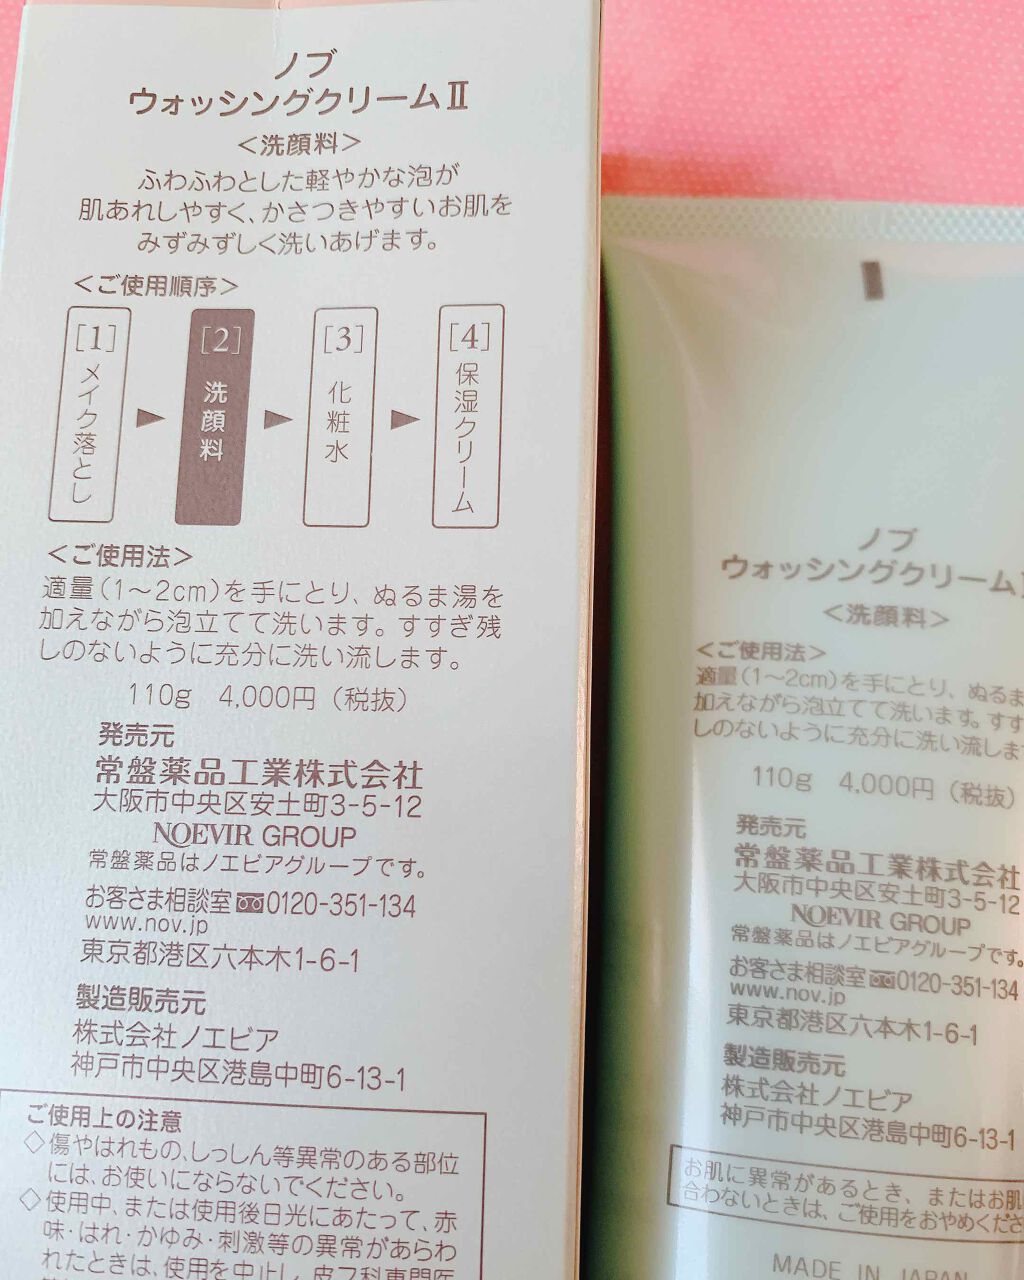 ノブ
ウォッシングクリームⅡ
＜洗顔料＞
ふわふわとした軽やかな泡が
肌あれしやすく、かさつきやすいお肌を
みずみずしく洗いあげます。
＜ご使用順序＞
[1]メイク落とし
[2]洗顔料
[3]化粧水
[4]保湿クリーム
＜ご使用法＞
適量（1〜2cm）を手にとり、ぬるま湯を
加えながら泡立てて洗います。すすぎ残
しのないように充分に洗い流します。
110g 4,000円（税抜）
発売元
常盤薬品工業株式会社
大阪市中央区安土町3-5-12
NOEVIR GROUP
常盤薬品はノエビアグループです。
お客さま相談室 0120-351-134
www.nov.jp
東京都港区六本木1-6-1
製造販売元
株式会社ノエビア
神戸市中央区港島中町6-13-1
ご使用上の注意
◇傷やはれもの、しっしん等異常のある部位
には、お使いにならないでください。
◇使用中、または使用後日光にあたって、赤
味・はれ・かゆみ・刺激等の異常があらわ
れたときは、使用を中止し、皮フ科専門医
ノブ
ウォッシングクリーム
＜洗顔料＞
＜ご使用法＞
適量（1〜2cm）を手にとり、ぬるま
加えながら泡立てて洗います。すす
しのないように充分に洗い流しま
110g 4,000円（税抜）
発売元
常盤薬品工業株式会社
大阪市中央区安土町3-5-12
NOEVIR GROUP
常盤薬品はノエビアグループです。
お客さま相談室 0120-351-134
www.nov.jp
東京都港区六本木1-6-1
製造販売元
株式会社ノエビア
神戸市中央区港島中町6-13-1
お肌に異常があるとき、またはお肌
合わないときは、ご使用をおやめくださ
MADE IN JAPAN